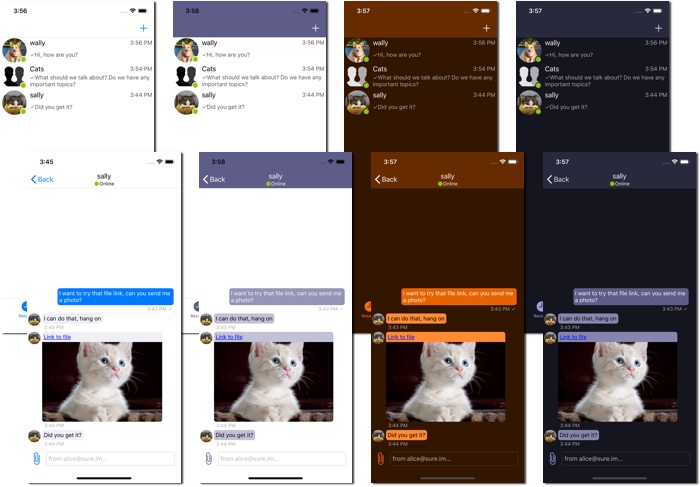 3:56
+
wally
3:56 PM
✓Hi, how are you?
Cats
3:54 PM
✓What should we talk about? Do we have any
important topics?
sally
3:44 PM
✓Did you get it?
3:58
+
wally
3:56 PM
✓Hi, how are you?
Cats
3:54 PM
✓What should we talk about? Do we have any
important topics?
sally
3:44 PM
✓Did you get it?
3:57
+
wally
3:56 PM
✓Hi, how are you?
Cats
3:54 PM
✓What should we talk about? Do we have any
important topics?
sally
3:44 PM
✓Did you get it?
3:57
+
wally
3:56 PM
✓Hi, how are you?
Cats
3:54 PM
✓What should we talk about? Do we have any
important topics?
sally
3:44 PM
✓Did you get it?
3:45
Back
sally
Online
I want to try that file link, can you send me
a photo?
3:43 PM ✓
I can do that, hang on
3:43 PM
Link to file
3:44 PM
Did you get it?
3:44 PM
from alice@sure.im...
3:58
Back
sally
Online
I want to try that file link, can you send me
a photo?
3:43 PM ✓
I can do that, hang on
3:43 PM
Link to file
3:44 PM
Did you get it?
3:44 PM
from alice@sure.im...
3:57
Back
sally
Online
I want to try that file link, can you send me
a photo?
3:43 PM ✓
I can do that, hang on
3:43 PM
Link to file
3:44 PM
Did you get it?
3:44 PM
from alice@sure.im...
3:57
Back
sally
Online
I want to try that file link, can you send me
a photo?
3:43 PM ✓
I can do that, hang on
3:43 PM
Link to file
3:44 PM
Did you get it?
3:44 PM
from alice@sure.im...